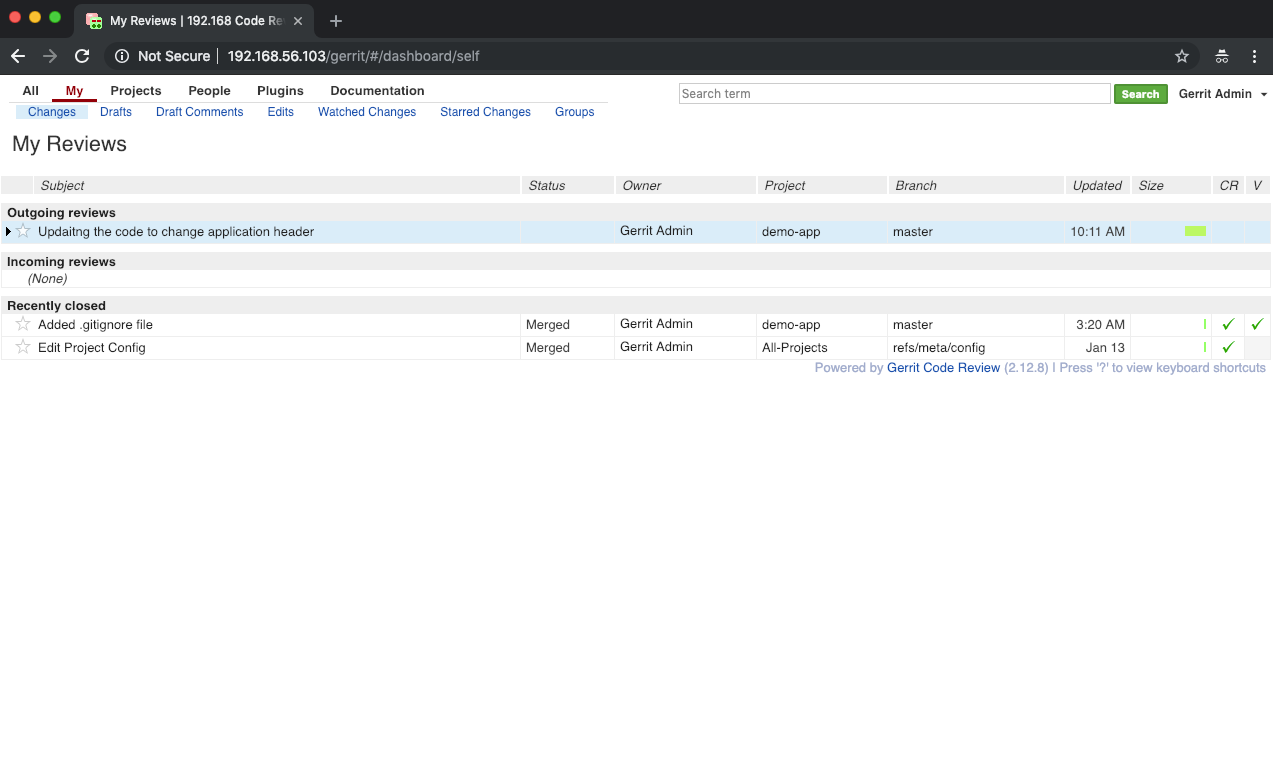 My Reviews | 192.168 Code Re
Not Secure 192.168.56.103/gerrit/#/dashboard/self
All My Projects People Plugins Documentation Search term Search Gerrit Admin
Changes Drafts Draft Comments Edits Watched Changes Starred Changes Groups
My Reviews
Subject Status Owner Project Branch Updated Size CR V
Outgoing reviews
Updaitng the code to change application header Gerrit Admin demo-app master 10:11 AM
Incoming reviews
(None)
Recently closed
Added .gitignore file Merged Gerrit Admin demo-app master 3:20 AM
Edit Project Config Merged Gerrit Admin All-Projects refs/meta/config Jan 13
Powered by Gerrit Code Review (2.12.8) | Press '?' to view keyboard shortcuts